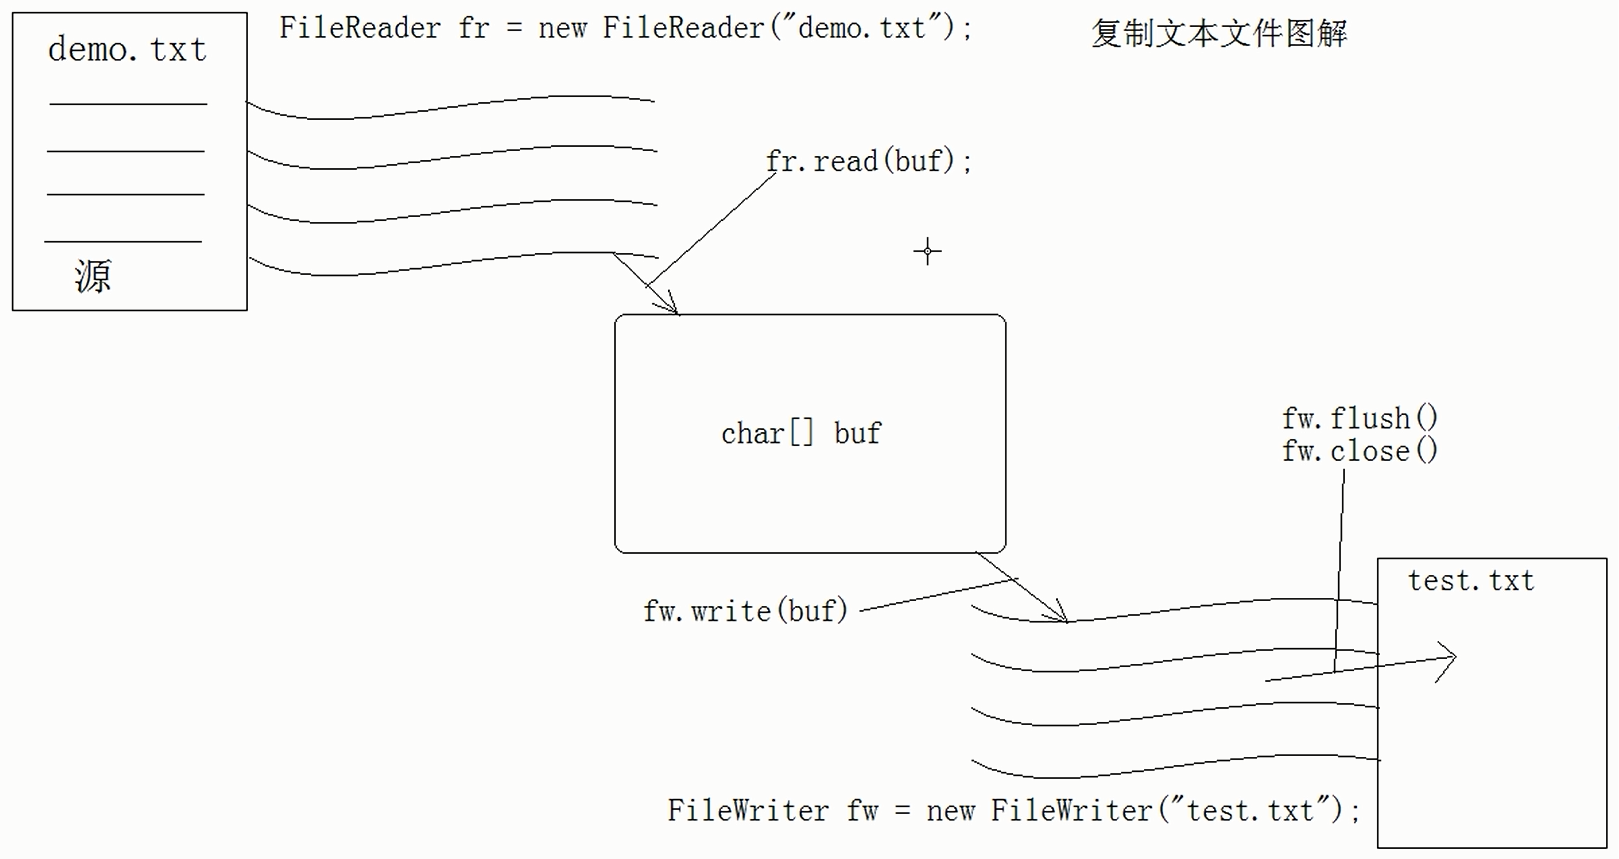 demo.txt
FileReader fr = new FileReader("demo.txt");
复制文本文件图解
fr.read(buf);
源
char[] buf
fw.flush()
fw.close()
test.txt
fw.write(buf)
FileWriter fw = new FileWriter("test.txt");